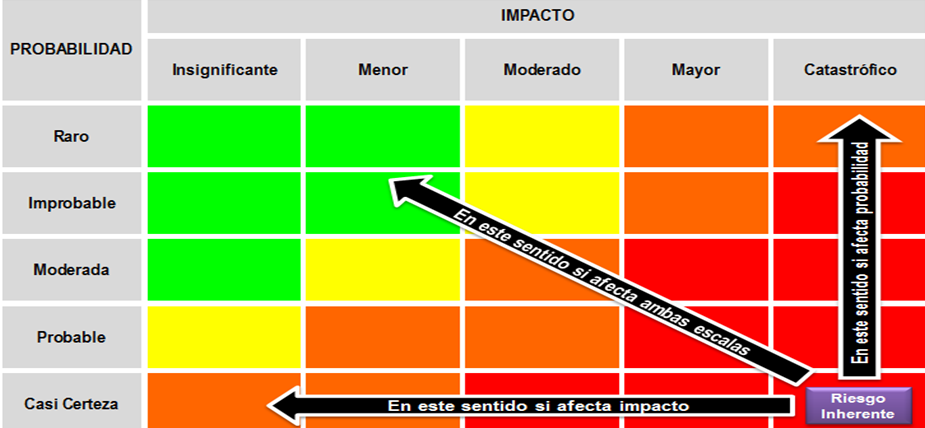 IMPACTO
PROBABILIDAD
Insignificante
Menor
Moderado
Mayor
Catastrófico
Raro
Improbable
Moderada
Probable
Casi Certeza
En este sentido si afecta ambas escalas
En este sentido si afecta probabilidad
En este sentido si afecta impacto
Riesgo
Inherente